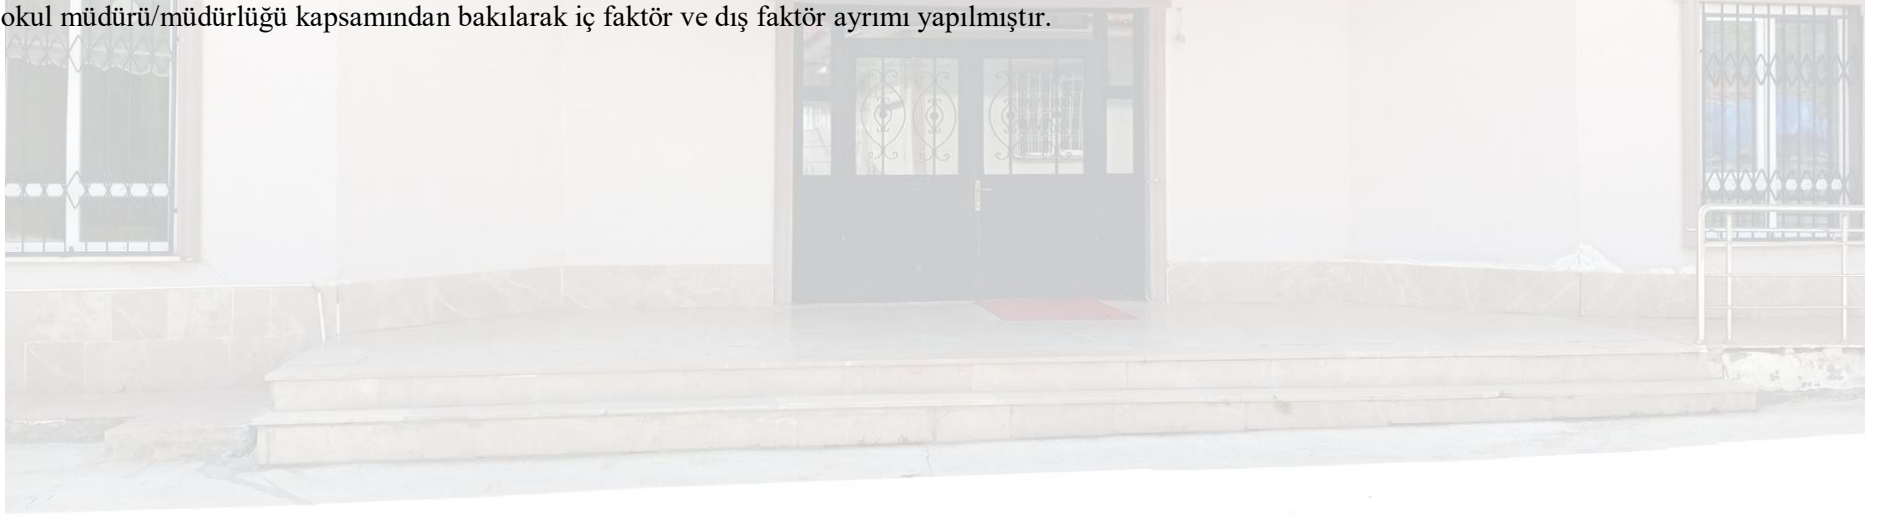 okul müdürü/müdürlüğü kapsamından bakılarak iç faktör ve dış faktör ayrımı yapılmıştır.